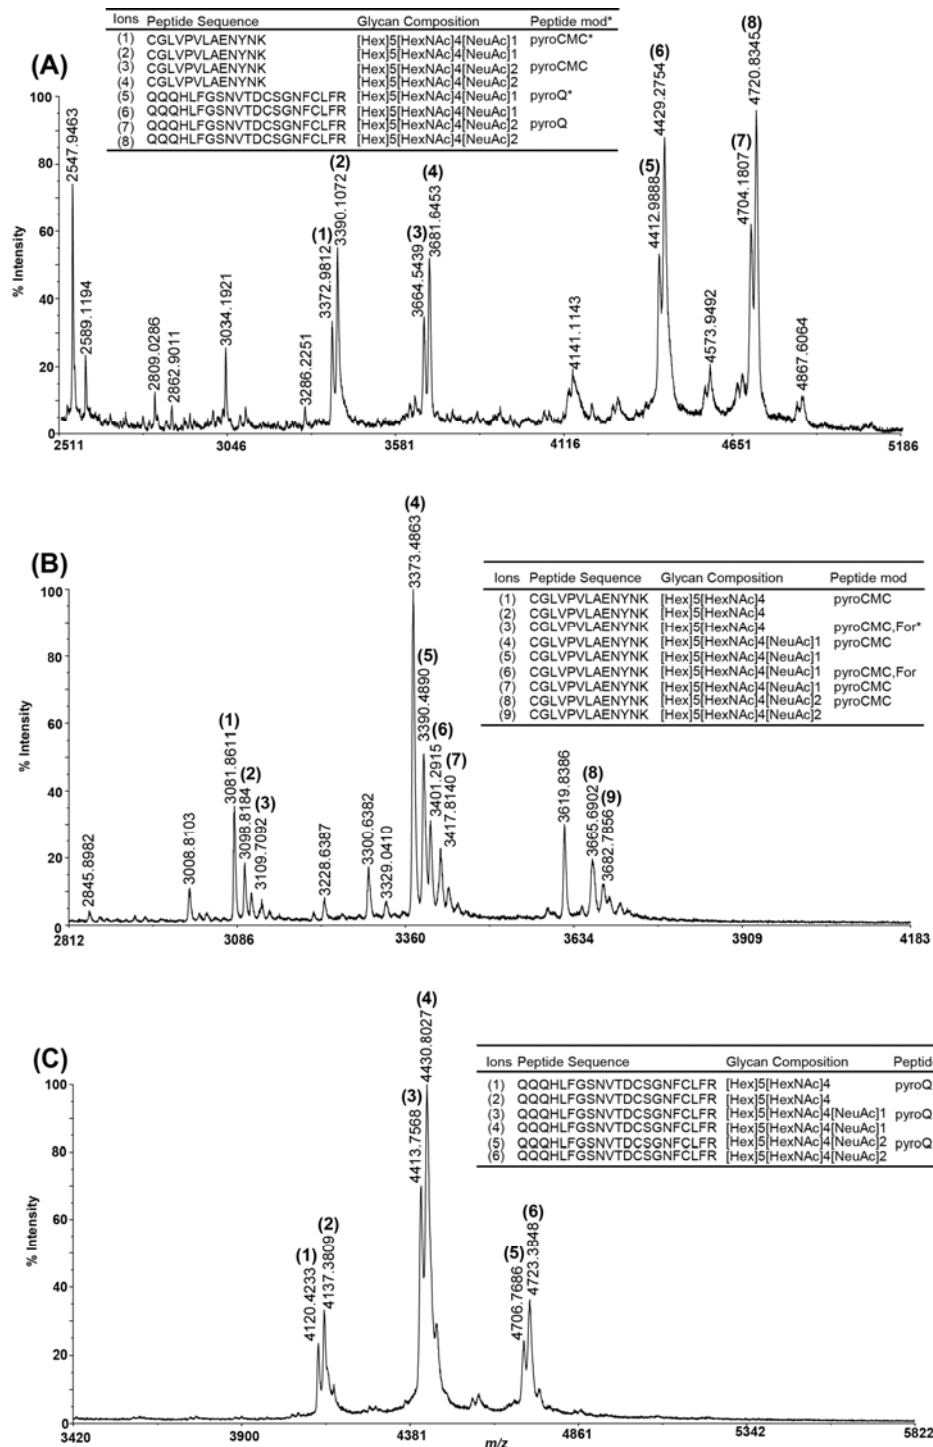 Ions Peptide Sequence Glycan Composition Peptide mod*
(1) CGLVPVLAENYNK [Hex]5[HexNAc]4[NeuAc]1 pyroCMC*
(2) CGLVPVLAENYNK [Hex]5[HexNAc]4[NeuAc]1
(3) CGLVPVLAENYNK [Hex]5[HexNAc]4[NeuAc]2 pyroCMC
(4) CGLVPVLAENYNK [Hex]5[HexNAc]4[NeuAc]2
(5) QQQHLFGSNVTDCSGNFCLFR [Hex]5[HexNAc]4[NeuAc]1 pyroQ*
(6) QQQHLFGSNVTDCSGNFCLFR [Hex]5[HexNAc]4[NeuAc]1
(7) QQQHLFGSNVTDCSGNFCLFR [Hex]5[HexNAc]4[NeuAc]2 pyroQ
(8) QQQHLFGSNVTDCSGNFCLFR [Hex]5[HexNAc]4[NeuAc]2
(A)
% Intensity
100
80
60
40
20
0
2547.9463
2589.1194
2809.0286
2862.9011
3034.1921
3286.2251
(1)
3372.9812
(2)
3390.1072
(3)
3664.5439
(4)
3681.6453
4141.1143
(5)
4412.9888
(6)
4429.2754
4573.9492
(7)
4704.1807
(8)
4720.8345
4867.6064
2511 3046 3581 4116 4651 5186
(B)
Ions Peptide Sequence Glycan Composition Peptide mod
(1) CGLVPVLAENYNK [Hex]5[HexNAc]4 pyroCMC
(2) CGLVPVLAENYNK [Hex]5[HexNAc]4
(3) CGLVPVLAENYNK [Hex]5[HexNAc]4 pyroCMC,For*
(4) CGLVPVLAENYNK [Hex]5[HexNAc]4[NeuAc]1 pyroCMC
(5) CGLVPVLAENYNK [Hex]5[HexNAc]4[NeuAc]1
(6) CGLVPVLAENYNK [Hex]5[HexNAc]4[NeuAc]1 pyroCMC,For
(7) CGLVPVLAENYNK [Hex]5[HexNAc]4[NeuAc]1 pyroCMC
(8) CGLVPVLAENYNK [Hex]5[HexNAc]4[NeuAc]2 pyroCMC
(9) CGLVPVLAENYNK [Hex]5[HexNAc]4[NeuAc]2
% Intensity
100
80
60
40
20
0
2845.8982
3008.8103
(1)
3081.8611
(2)
3098.8184
(3)
3109.7092
3228.6387
3300.6382
3329.0410
(4)
3373.4863
(5)
3390.4890
(6)
3401.2915
(7)
3417.8140
3619.8386
(8)
3665.6902
(9)
3682.7856
2812 3086 3360 3634 3909 4183
(C)
Ions Peptide Sequence Glycan Composition Peptid
(1) QQQHLFGSNVTDCSGNFCLFR [Hex]5[HexNAc]4 pyroQ
(2) QQQHLFGSNVTDCSGNFCLFR [Hex]5[HexNAc]4
(3) QQQHLFGSNVTDCSGNFCLFR [Hex]5[HexNAc]4[NeuAc]1 pyroQ
(4) QQQHLFGSNVTDCSGNFCLFR [Hex]5[HexNAc]4[NeuAc]1
(5) QQQHLFGSNVTDCSGNFCLFR [Hex]5[HexNAc]4[NeuAc]2 pyroQ
(6) QQQHLFGSNVTDCSGNFCLFR [Hex]5[HexNAc]4[NeuAc]2
% Intensity
100
80
60
40
20
0
(1)
4120.4233
(2)
4137.3809
(3)
4413.7568
(4)
4430.8027
(5)
4706.7686
(6)
4723.3848
3420 3900 4381 4861 5342 5822
m/z